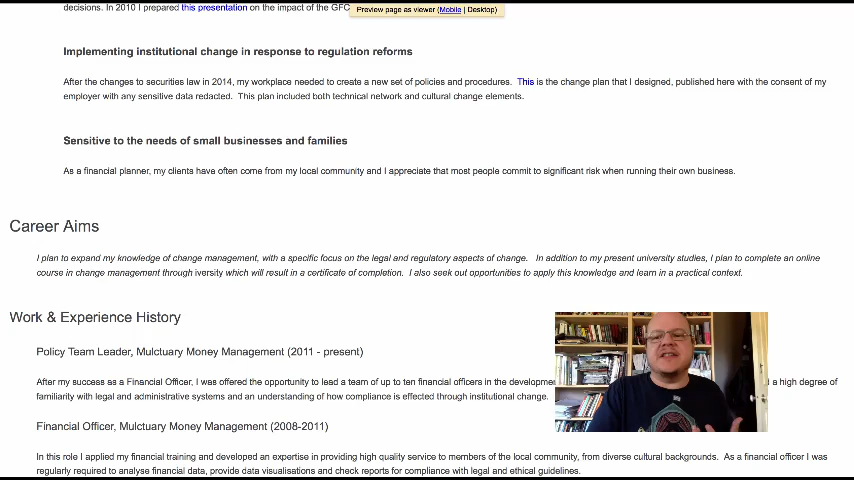 decisions. In 2010 I prepared this presentation on the impact of the GFC
Preview page as viewer (Mobile | Desktop)
Implementing institutional change in response to regulation reforms
After the changes to securities law in 2014, my workplace needed to create a new set of policies and procedures. This is the change plan that I designed, published here with the consent of my
employer with any sensitive data redacted. This plan included both technical network and cultural change elements.
Sensitive to the needs of small businesses and families
As a financial planner, my clients have often come from my local community and I appreciate that most people commit to significant risk when running their own business.
Career Aims
I plan to expand my knowledge of change management, with a specific focus on the legal and regulatory aspects of change. In addition to my present university studies, I plan to complete an online
course in change management through iversity which will result in a certificate of completion. I also seek out opportunities to apply this knowledge and learn in a practical context.
Work & Experience History
Policy Team Leader, Mulctuary Money Management (2011 - present)
After my success as a Financial Officer, I was offered the opportunity to lead a team of up to ten financial officers in the developme a high degree of
familiarity with legal and administrative systems and an understanding of how compliance is effected through institutional change.
Financial Officer, Mulctuary Money Management (2008-2011)
In this role I applied my financial training and developed an expertise in providing high quality service to members of the local community, from diverse cultural backgrounds. As a financial officer I was
regularly required to analyse financial data, provide data visualisations and check reports for compliance with legal and ethical guidelines.